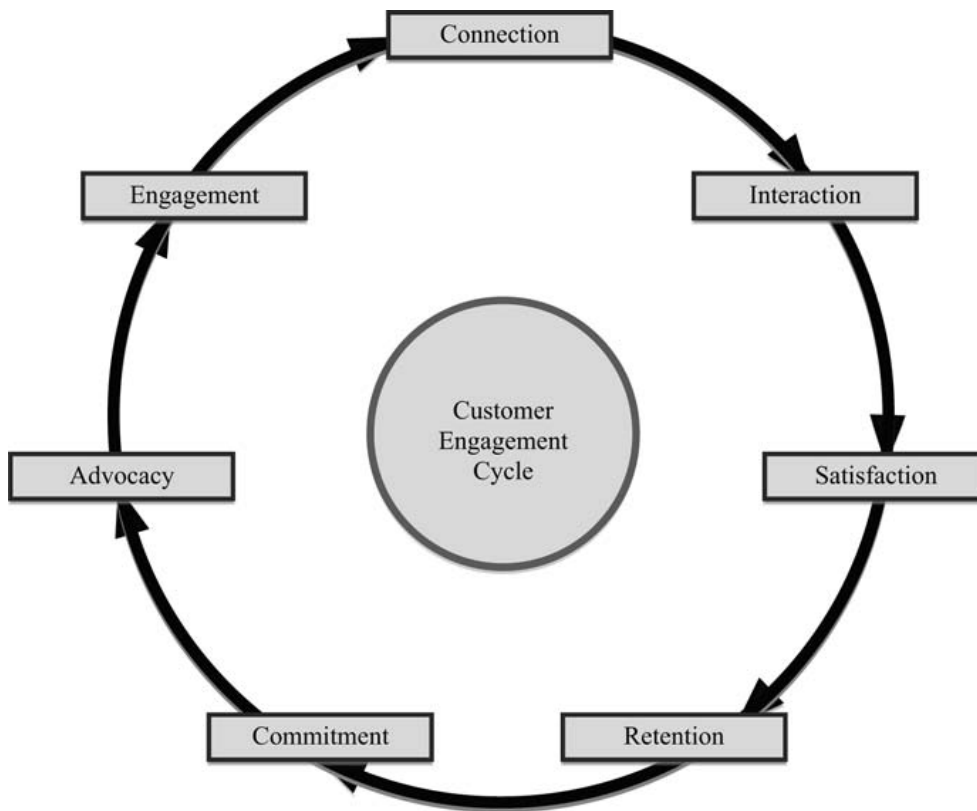 Connection
Interaction
Satisfaction
Retention
Commitment
Advocacy
Engagement
Customer
Engagement
Cycle